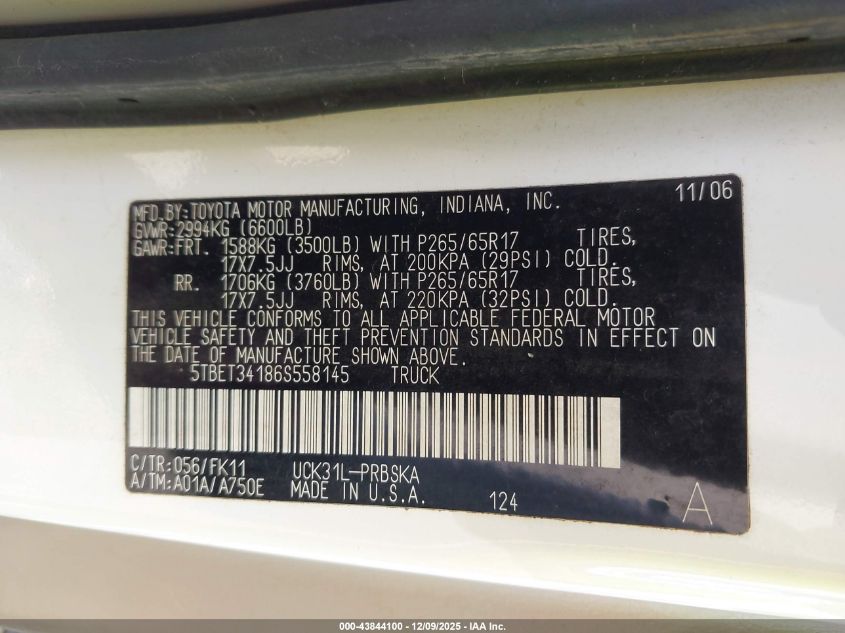 11/06
MFD.BY:TOYOTA MOTOR MANUFACTURING, INDIANA, INC.
GVWR:2994KG (6600LB)
GAWR:FRT. 1588KG (3500LB) WITH P265/65R17 TIRES,
17X7.5JJ RIMS, AT 200KPA (29PSI) COLD.
RR. 1706KG (3760LB) WITH P265/65R17 TIRES,
17X7.5JJ RIMS, AT 220KPA (32PSI) COLD.
THIS VEHICLE CONFORMS TO ALL APPLICABLE FEDERAL MOTOR
VEHICLE SAFETY AND THEFT PREVENTION STANDARDS IN EFFECT ON
THE DATE OF MANUFACTURE SHOWN ABOVE.
5TBET34186S558145 TRUCK
C/TR:056/FK11 UCK31L-PRBSKA
A/TM:A01A/A750E MADE IN U.S.A. 124 A
000-43844100 - 12/09/2025 - IAA Inc.